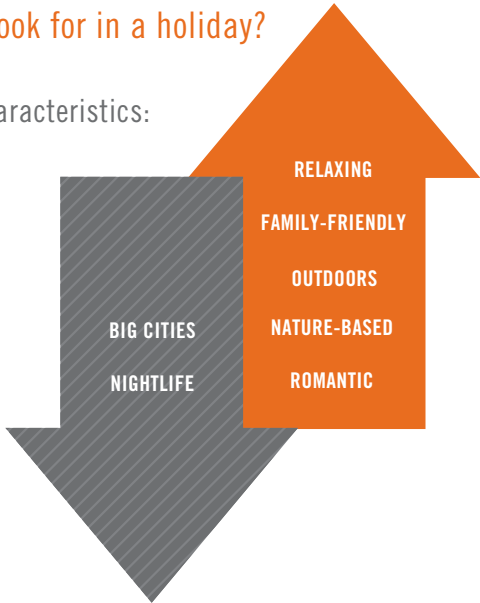 ook for in a holiday?
aracteristics:
RELAXING
FAMILY-FRIENDLY
OUTDOORS
NATURE-BASED
ROMANTIC
BIG CITIES
NIGHTLIFE